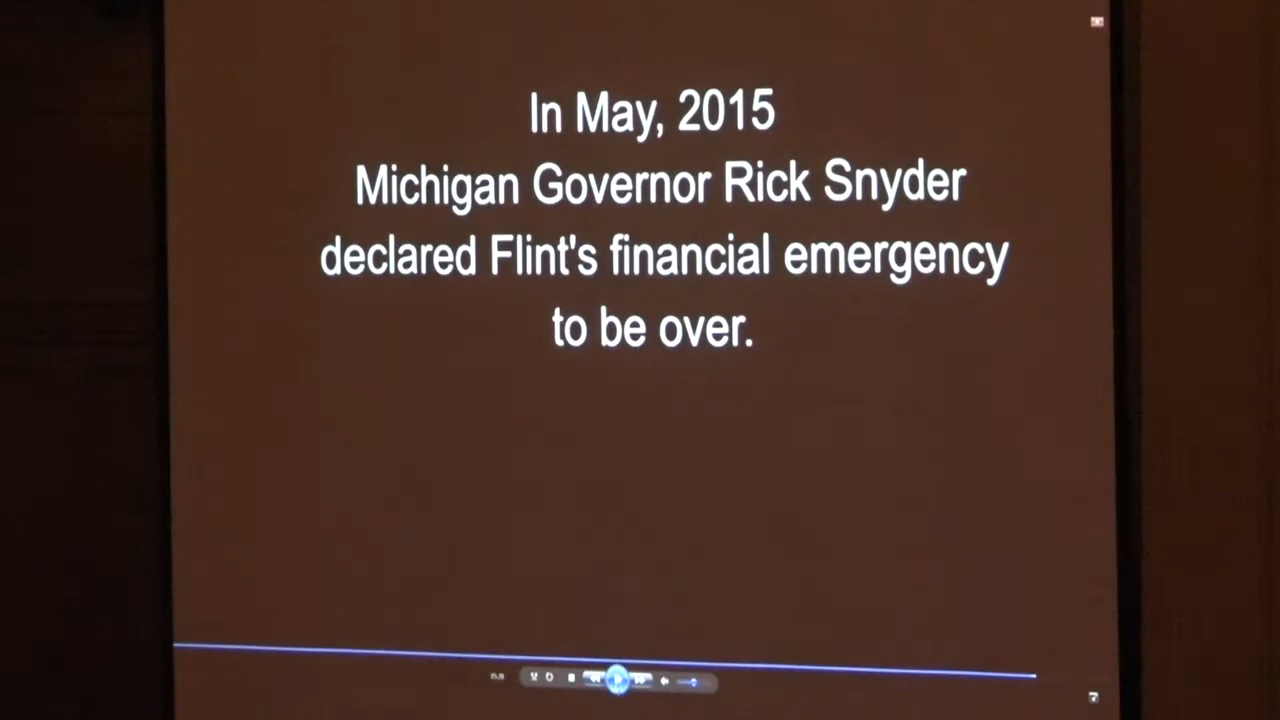 In May, 2015
Michigan Governor Rick Snyder
declared Flint's financial emergency
to be over.